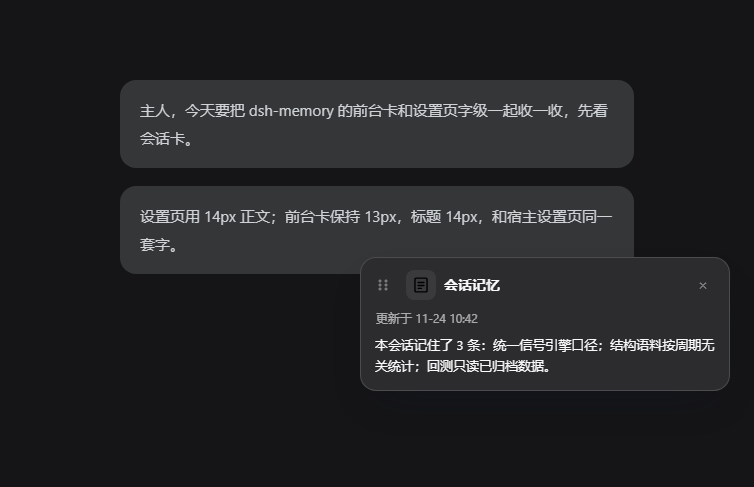 主人，今天要把 dsh-memory 的前台卡和设置页字级一起收一收，先看
会话卡。
设置页用 14px 正文；前台卡保持 13px，标题 14px，和宿主设置页同一
套字。
会话记忆
×
更新于 11-24 10:42
本会话记住了 3 条：统一信号引擎口径；结构语料按周期无
关统计；回测只读已归档数据。